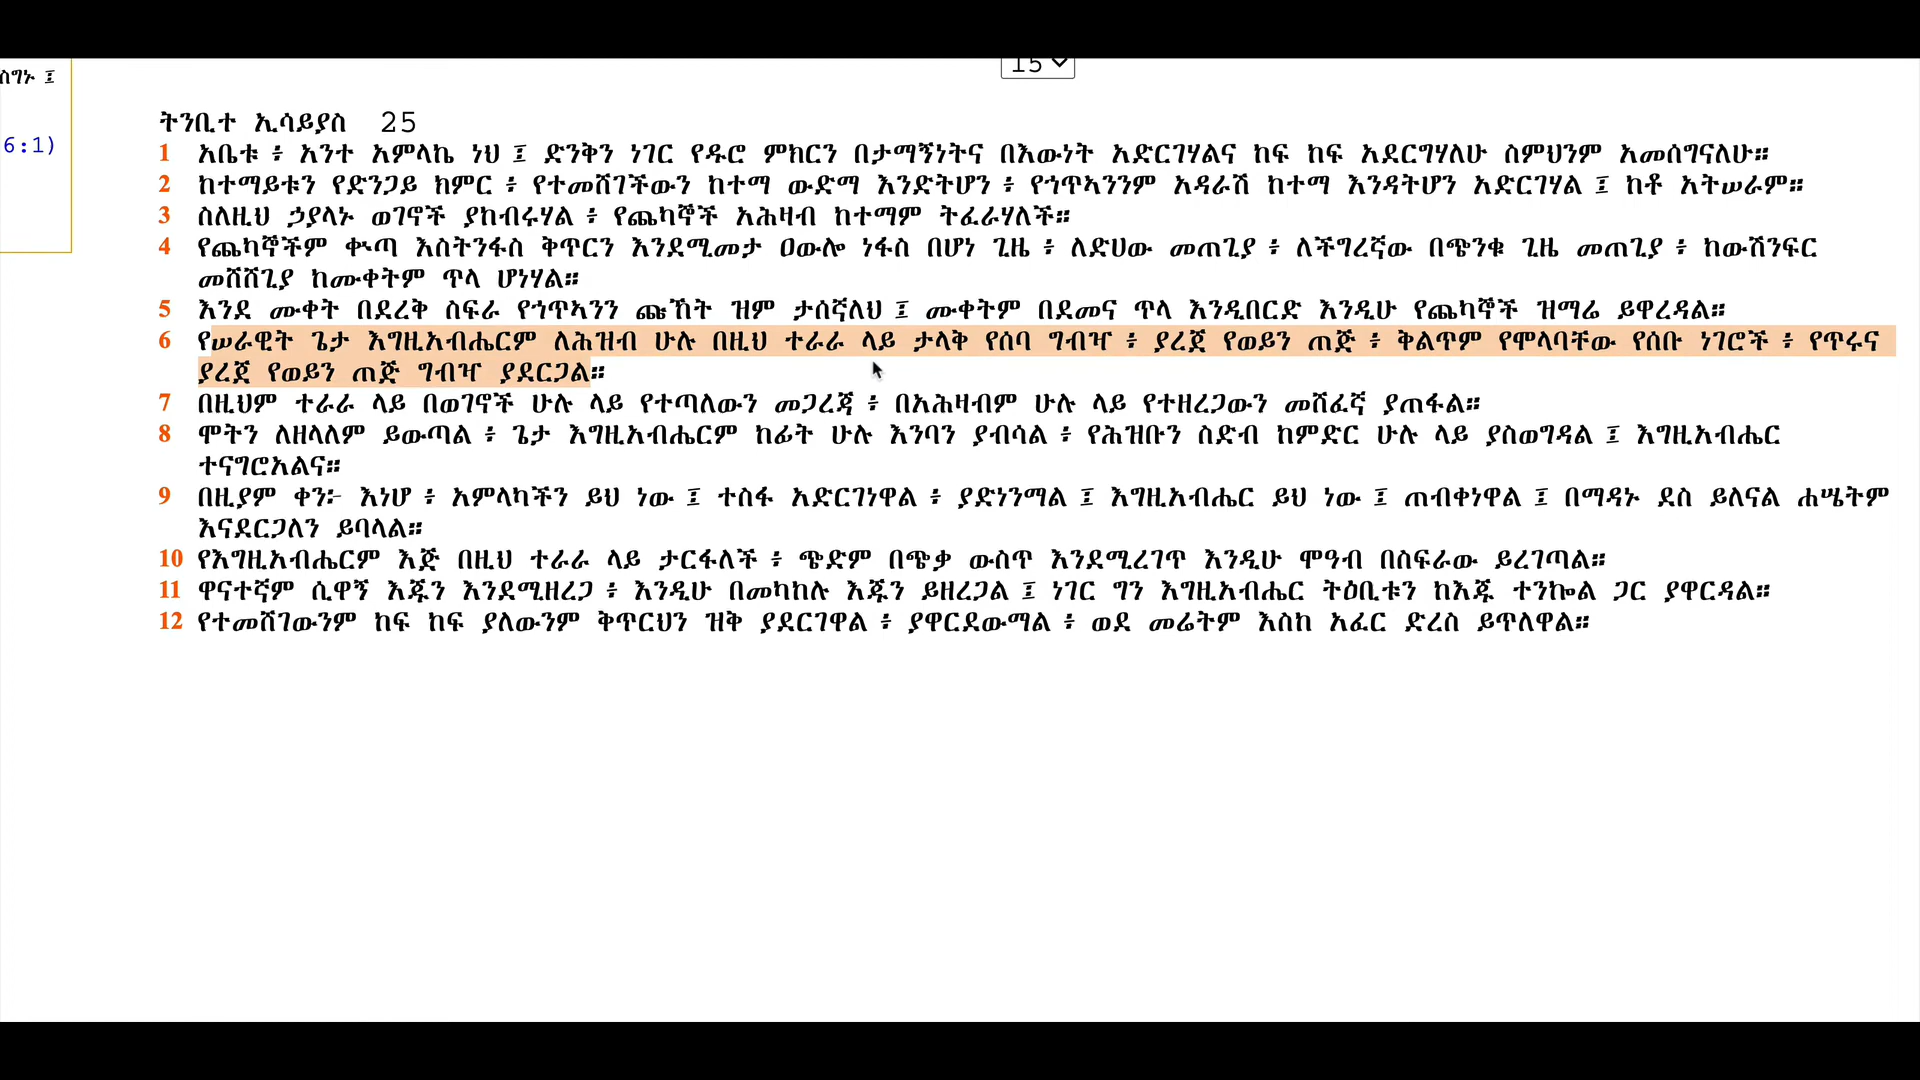 ስግኑ ፤
15
6:1)
ትንቢተ ኢሳይያስ 25
1 አቤቱ ፥ አንተ አምላኬ ነህ ፤ ድንቅን ነገር የዱሮ ምክርን በታማኝነትና በእውነት አድርገሃልና ከፍ ከፍ አደርግሃለሁ ስምህንም አመሰግናለሁ።
2 ከተማይቱን የድንጋይ ክምር ፥ የተመሸገችውን ከተማ ውድማ እንድትሆን ፥ የኀጥኣንንም አዳራሽ ከተማ እንዳትሆን አድርገሃል ፤ ከቶ አትሠራም።
3 ስለዚህ ኃያላኑ ወገኖች ያከብሩሃል ፥ የጨካኞች አሕዛብ ከተማም ትፈራሃለች።
4 የጨካኞችም ቍጣ እስትንፋስ ቅጥርን እንደሚመታ ዐውሎ ነፋስ በሆነ ጊዜ ፥ ለድሀው መጠጊያ ፥ ለችግረኛው በጭንቁ ጊዜ መጠጊያ ፥ ከውሽንፍር
መሸሸጊያ ከሙቀትም ጥላ ሆነሃል።
5 እንደ ሙቀት በደረቅ ስፍራ የኀጥኣንን ጩኸት ዝም ታሰኛለህ ፤ ሙቀትም በደመና ጥላ እንዲበርድ እንዲሁ የጨካኞች ዝማሬ ይዋረዳል።
6 የሠራዊት ጌታ እግዚአብሔርም ለሕዝብ ሁሉ በዚህ ተራራ ላይ ታላቅ የሰባ ግብዣ ፥ ያረጀ የወይን ጠጅ ፥ ቅልጥም የሞላባቸው የሰቡ ነገሮች ፥ የጥሩና
ያረጀ የወይን ጠጅ ግብዣ ያደርጋል።
7 በዚህም ተራራ ላይ በወገኖች ሁሉ ላይ የተጣለውን መጋረጃ ፥ በአሕዛብም ሁሉ ላይ የተዘረጋውን መሸፈኛ ያጠፋል።
8 ሞትን ለዘላለም ይውጣል ፥ ጌታ እግዚአብሔርም ከፊት ሁሉ እንባን ያብሳል ፥ የሕዝቡን ስድብ ከምድር ሁሉ ላይ ያስወግዳል ፤ እግዚአብሔር
ተናግሮአልና።
9 በዚያም ቀን፦ እነሆ ፥ አምላካችን ይህ ነው ፤ ተስፋ አድርገነዋል ፥ ያድነንማል ፤ እግዚአብሔር ይህ ነው ፤ ጠብቀነዋል ፤ በማዳኑ ደስ ይለናል ሐሤትም
እናደርጋለን ይባላል።
10 የእግዚአብሔርም እጅ በዚህ ተራራ ላይ ታርፋለች ፥ ጭድም በጭቃ ውስጥ እንደሚረገጥ እንዲሁ ሞዓብ በስፍራው ይረገጣል።
11 ዋናተኛም ሲዋኝ እጁን እንደሚዘረጋ ፥ እንዲሁ በመካከሉ እጁን ይዘረጋል ፤ ነገር ግን እግዚአብሔር ትዕቢቱን ከእጁ ተንኰል ጋር ያዋርዳል።
12 የተመሸገውንም ከፍ ከፍ ያለውንም ቅጥርህን ዝቅ ያደርገዋል ፥ ያዋርደውማል ፥ ወደ መሬትም እስከ አፈር ድረስ ይጥለዋል።